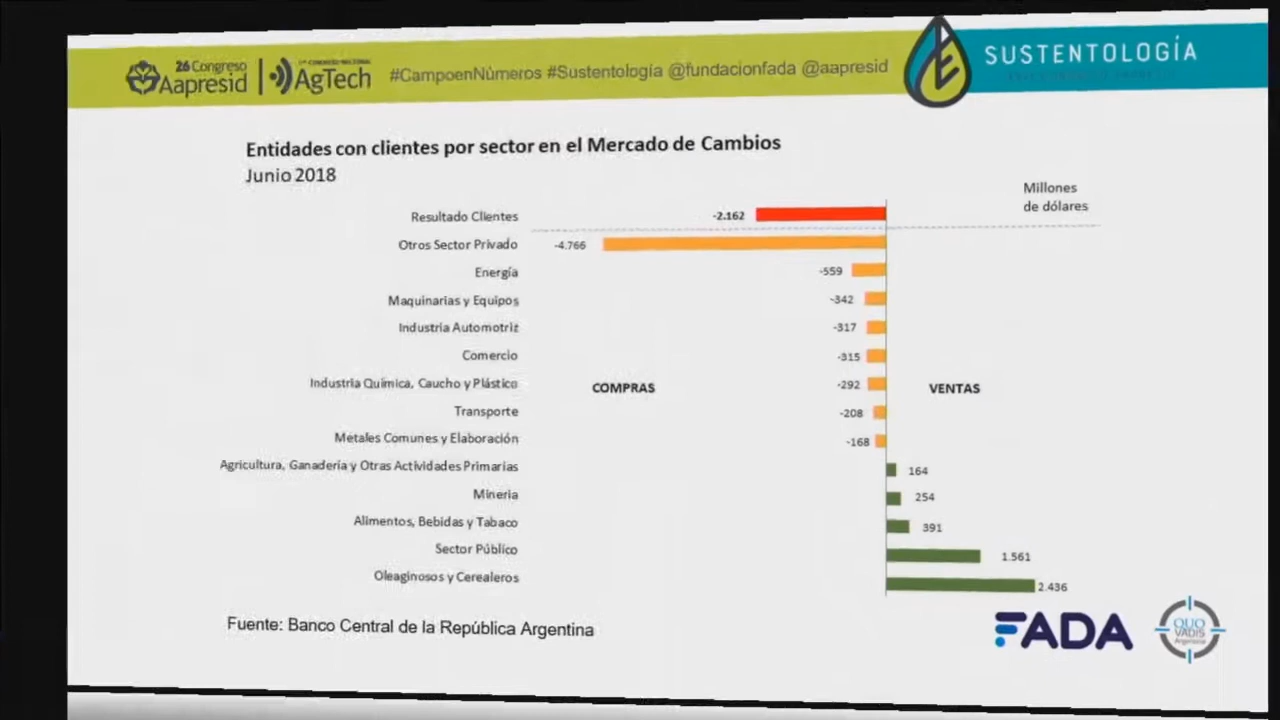 26 Congreso
Aapresid
AgTech
#CampoenNúmeros #Sustentología @fundacionfada @aapresid
SUSTENTOLOGÍA
Entidades con clientes por sector en el Mercado de Cambios
Junio 2018
Millones
de dólares
Resultado Clientes -2.162
Otros Sector Privado -4.766
Energía -559
Maquinarias y Equipos -342
Industria Automotriz -317
Comercio -315
Industria Química, Caucho y Plástico -292
COMPRAS VENTAS
Transporte -208
Metales Comunes y Elaboración -168
Agricultura, Ganadería y Otras Actividades Primarias 164
Mineria 254
Alimentos, Bebidas y Tabaco 391
Sector Público 1.561
Oleaginosos y Cerealeros 2.436
Fuente: Banco Central de la República Argentina
FADA
QUO
VADIS
Argentina